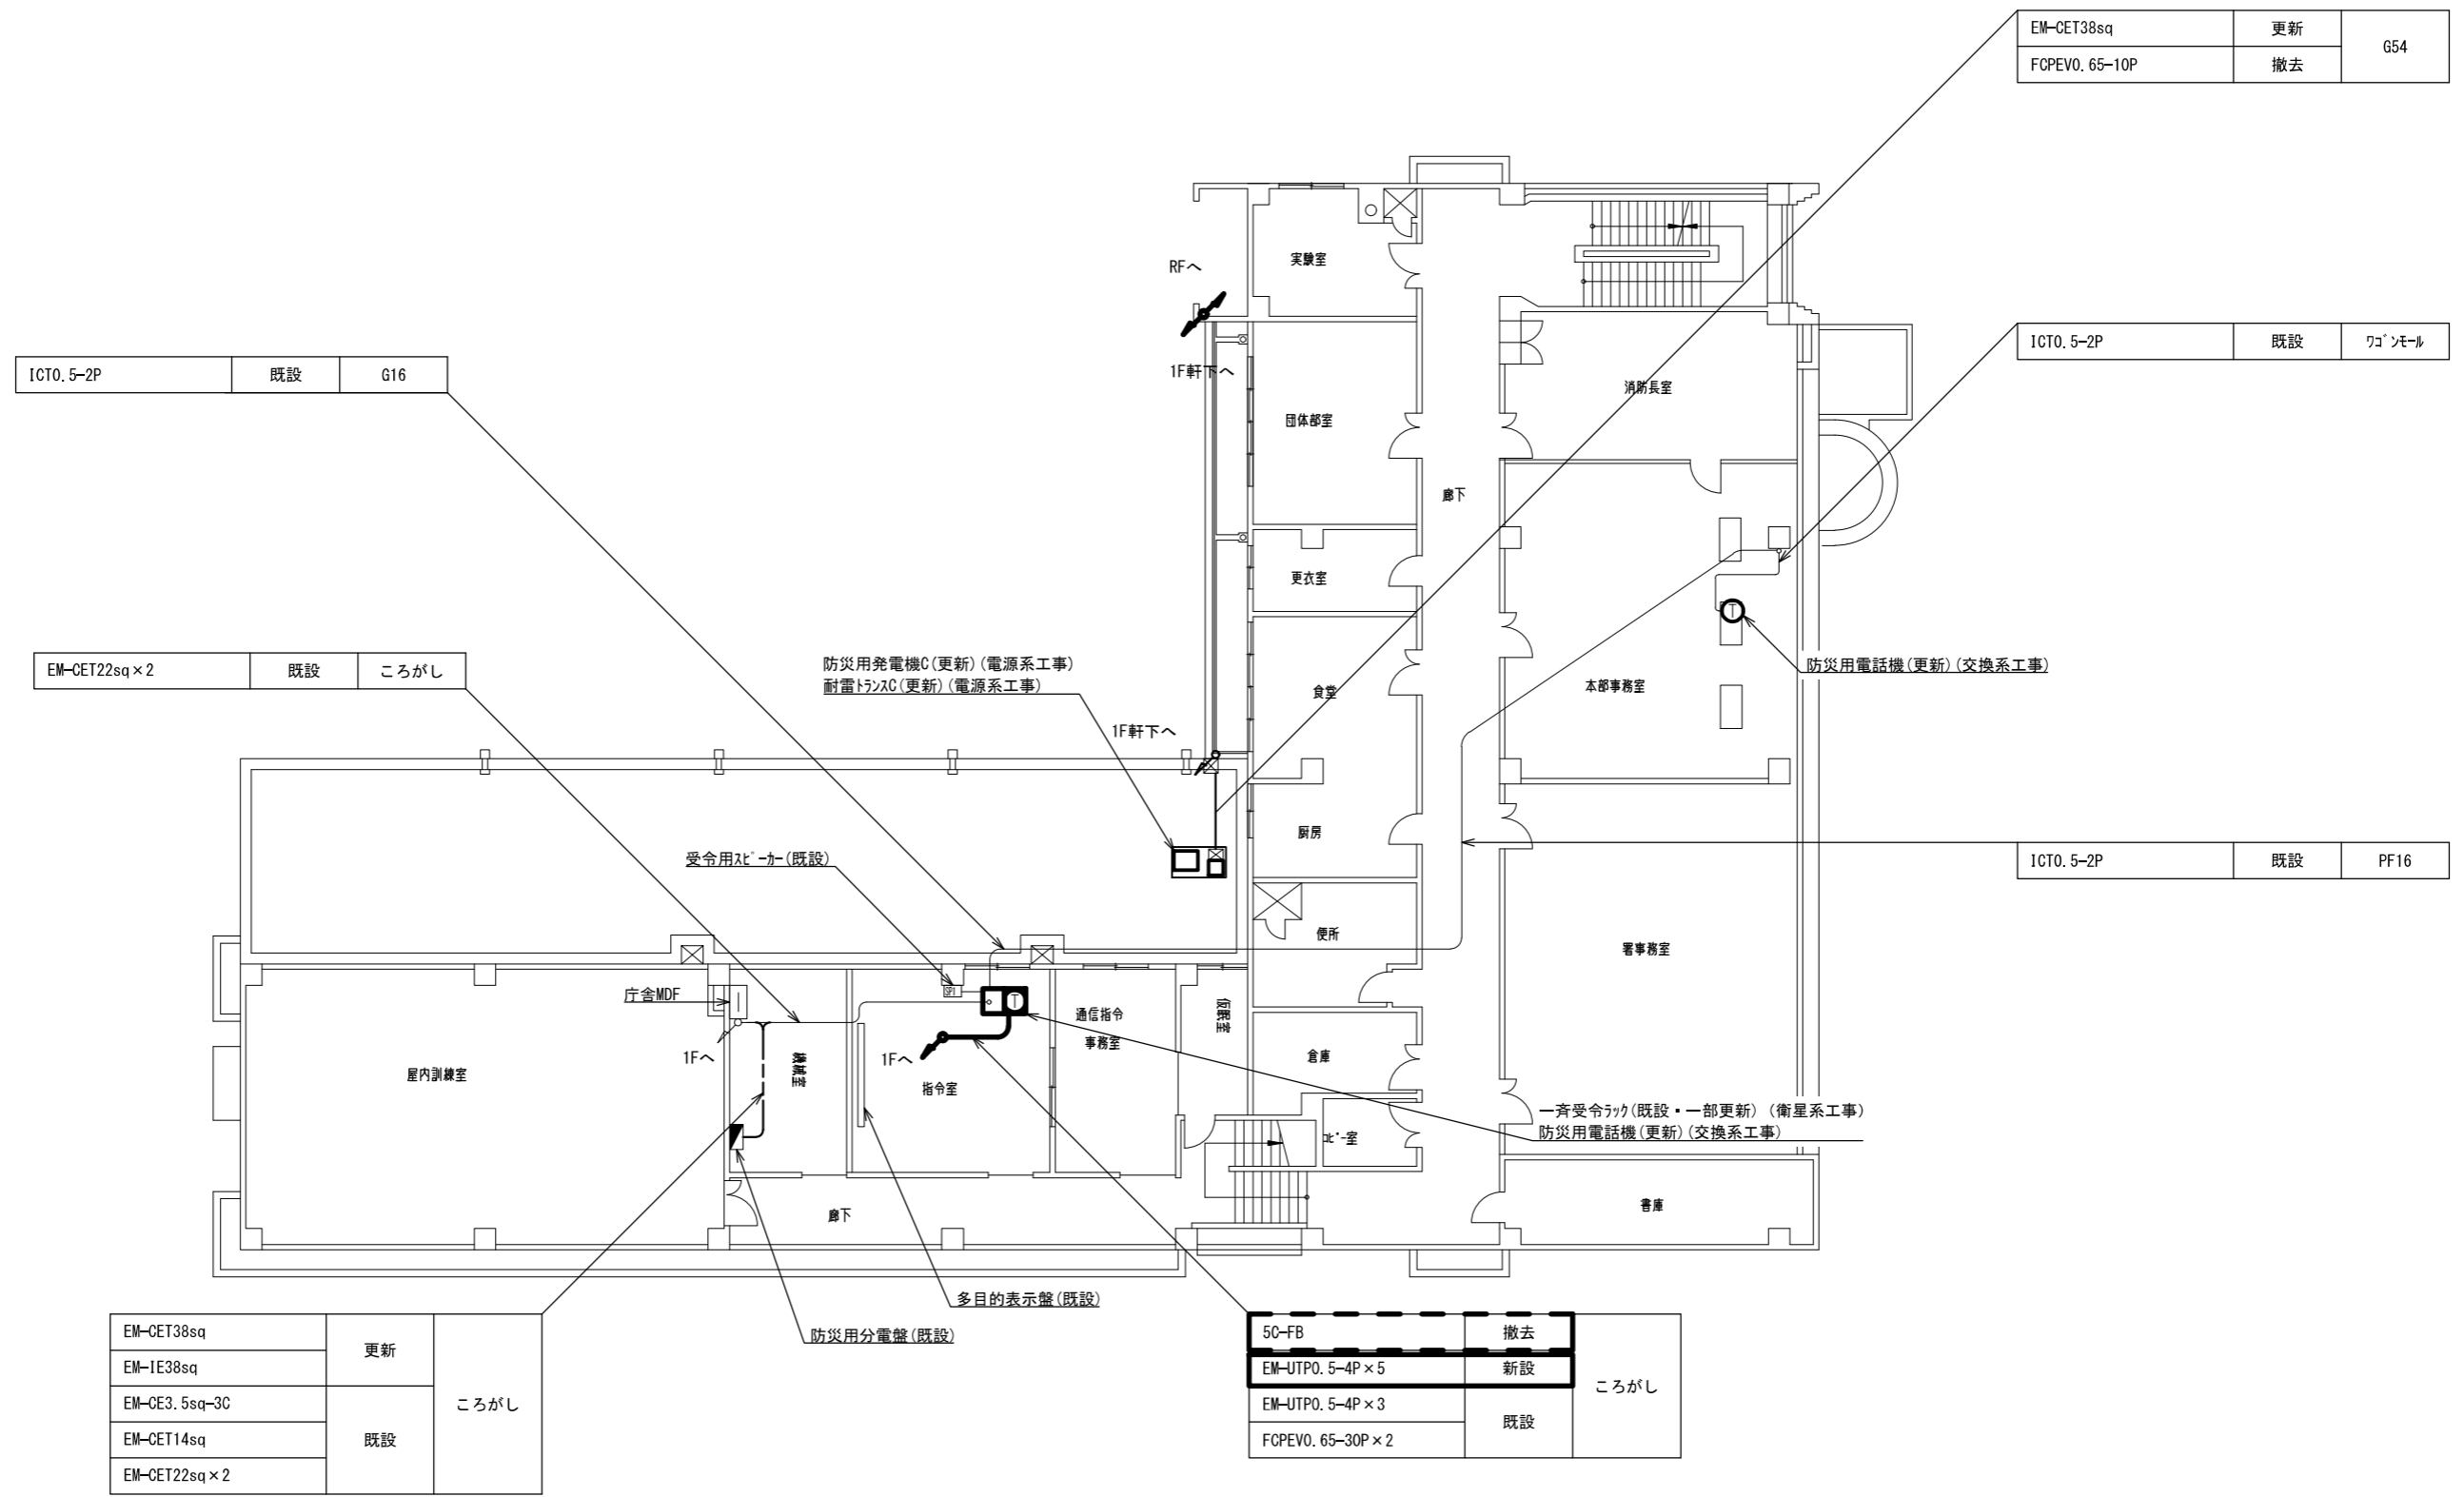 EM-CET38sq 更新 G54
FCPEV0.65-10P 撤去
実験室
RFへ
1F軒下へ
ICT0.5-2P 既設 G16
ICT0.5-2P 既設 ワゴンモール
消防長室
団体部室
廊下
更衣室
EM-CET22sq×2 既設 ころがし
防災用発電機C(更新)(電源系工事)
耐雷トランスC(更新)(電源系工事)
防災用電話機(更新)(交換系工事)
本部事務室
食堂
1F軒下へ
厨房
受令用スピーカー(既設)
ICT0.5-2P 既設 PF16
便所
署事務室
庁舎MDF
SP1
T
T
通信指令
事務室
仮眠室
1Fへ
機械室
1Fへ
指令室
倉庫
屋内訓練室
一斉受令ラック(既設・一部更新) (衛星系工事)
防災用電話機(更新)(交換系工事)
コピー室
書庫
廊下
多目的表示盤(既設)
防災用分電盤(既設)
EM-CET38sq 更新 ころがし
EM-IE38sq
EM-CE3.5sq-3C 既設
EM-CET14sq
EM-CET22sq×2
5C-FB 撤去 ころがし
EM-UTP0.5-4P×5 新設
EM-UTP0.5-4P×3 既設
FCPEV0.65-30P×2